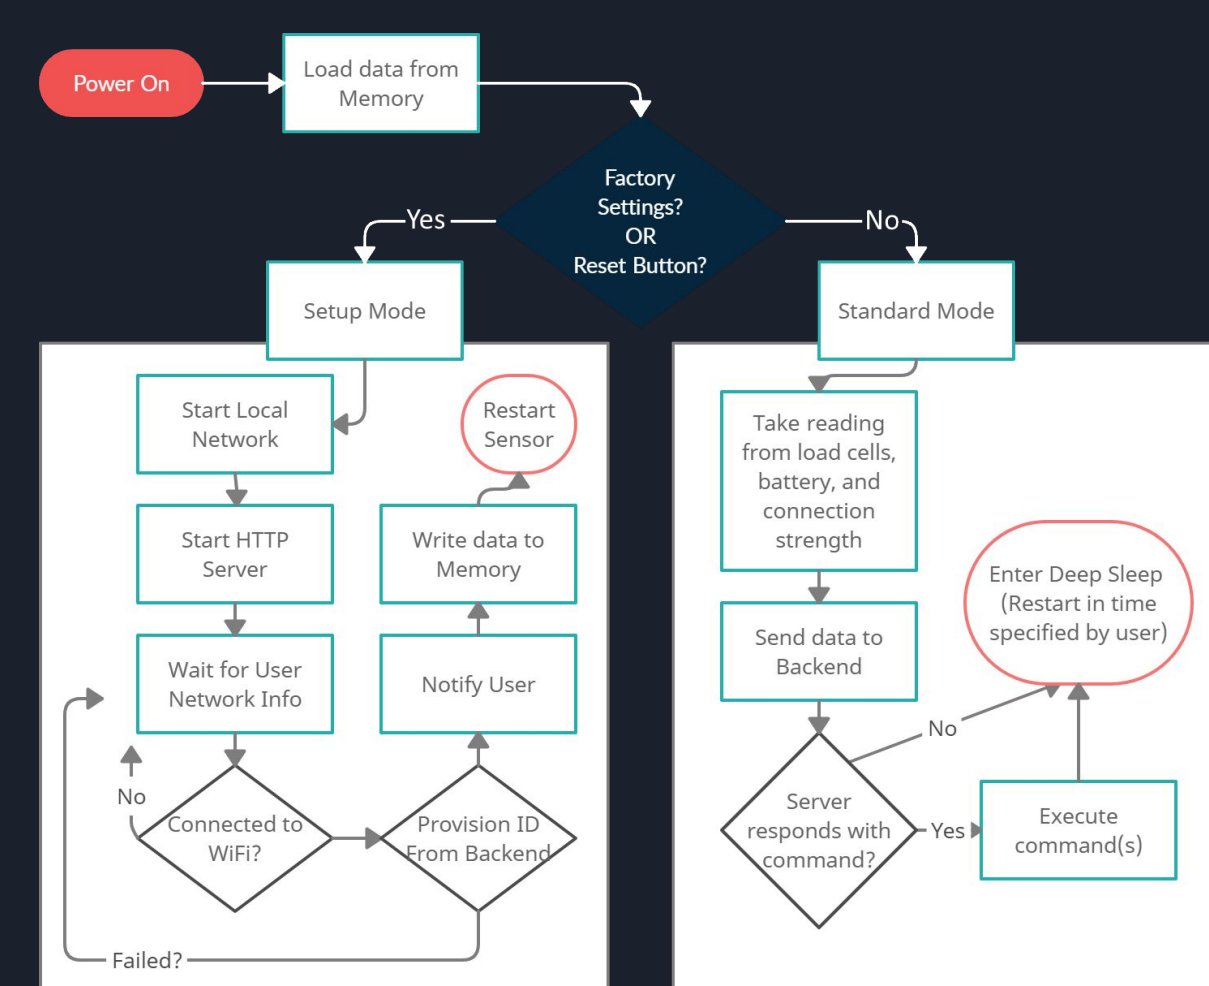 Power On
Load data from
Memory
Factory
Settings?
OR
Reset Button?
Yes
No
Setup Mode
Standard Mode
Start Local
Network
Restart
Sensor
Start HTTP
Server
Write data to
Memory
Wait for User
Network Info
Notify User
No
Connected to
WiFi?
Provision ID
From Backend
Failed?
Take reading
from load cells,
battery, and
connection
strength
Send data to
Backend
Enter Deep Sleep
(Restart in time
specified by user)
No
Server
responds with
command?
Yes
Execute
command(s)